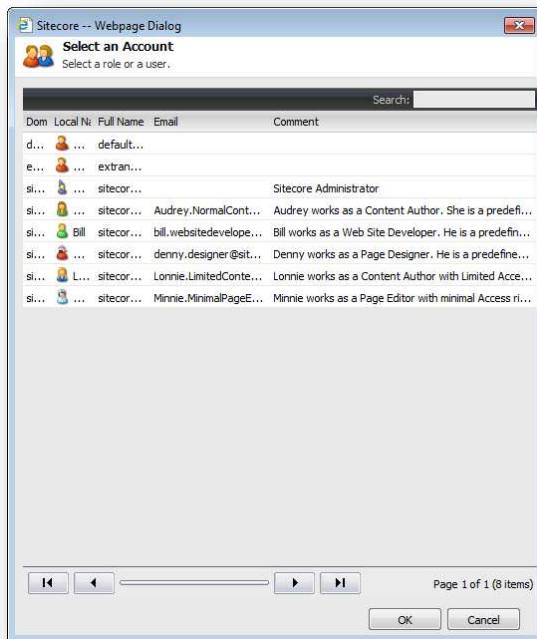 Sitecore -- Webpage Dialog
Select an Account
Select a role or a user.
Search:
Dom Local Na Full Name Email Comment
d... ... default...
e... ... extran...
si... ... sitecor... Sitecore Administrator
si... ... sitecor... Audrey.NormalCont... Audrey works as a Content Author. She is a predefi...
si... Bill sitecor... bill.websitedevelope... Bill works as a Web Site Developer. He is a predefin...
si... ... sitecor... denny.designer@sit... Denny works as a Page Designer. He is a predefine...
si... L... sitecor... Lonnie.LimitedConte... Lonnie works as a Content Author with Limited Acce...
si... ... sitecor... Minnie.MinimalPageE... Minnie works as a Page Editor with minimal Access ri...
Page 1 of 1 (8 items)
OK Cancel